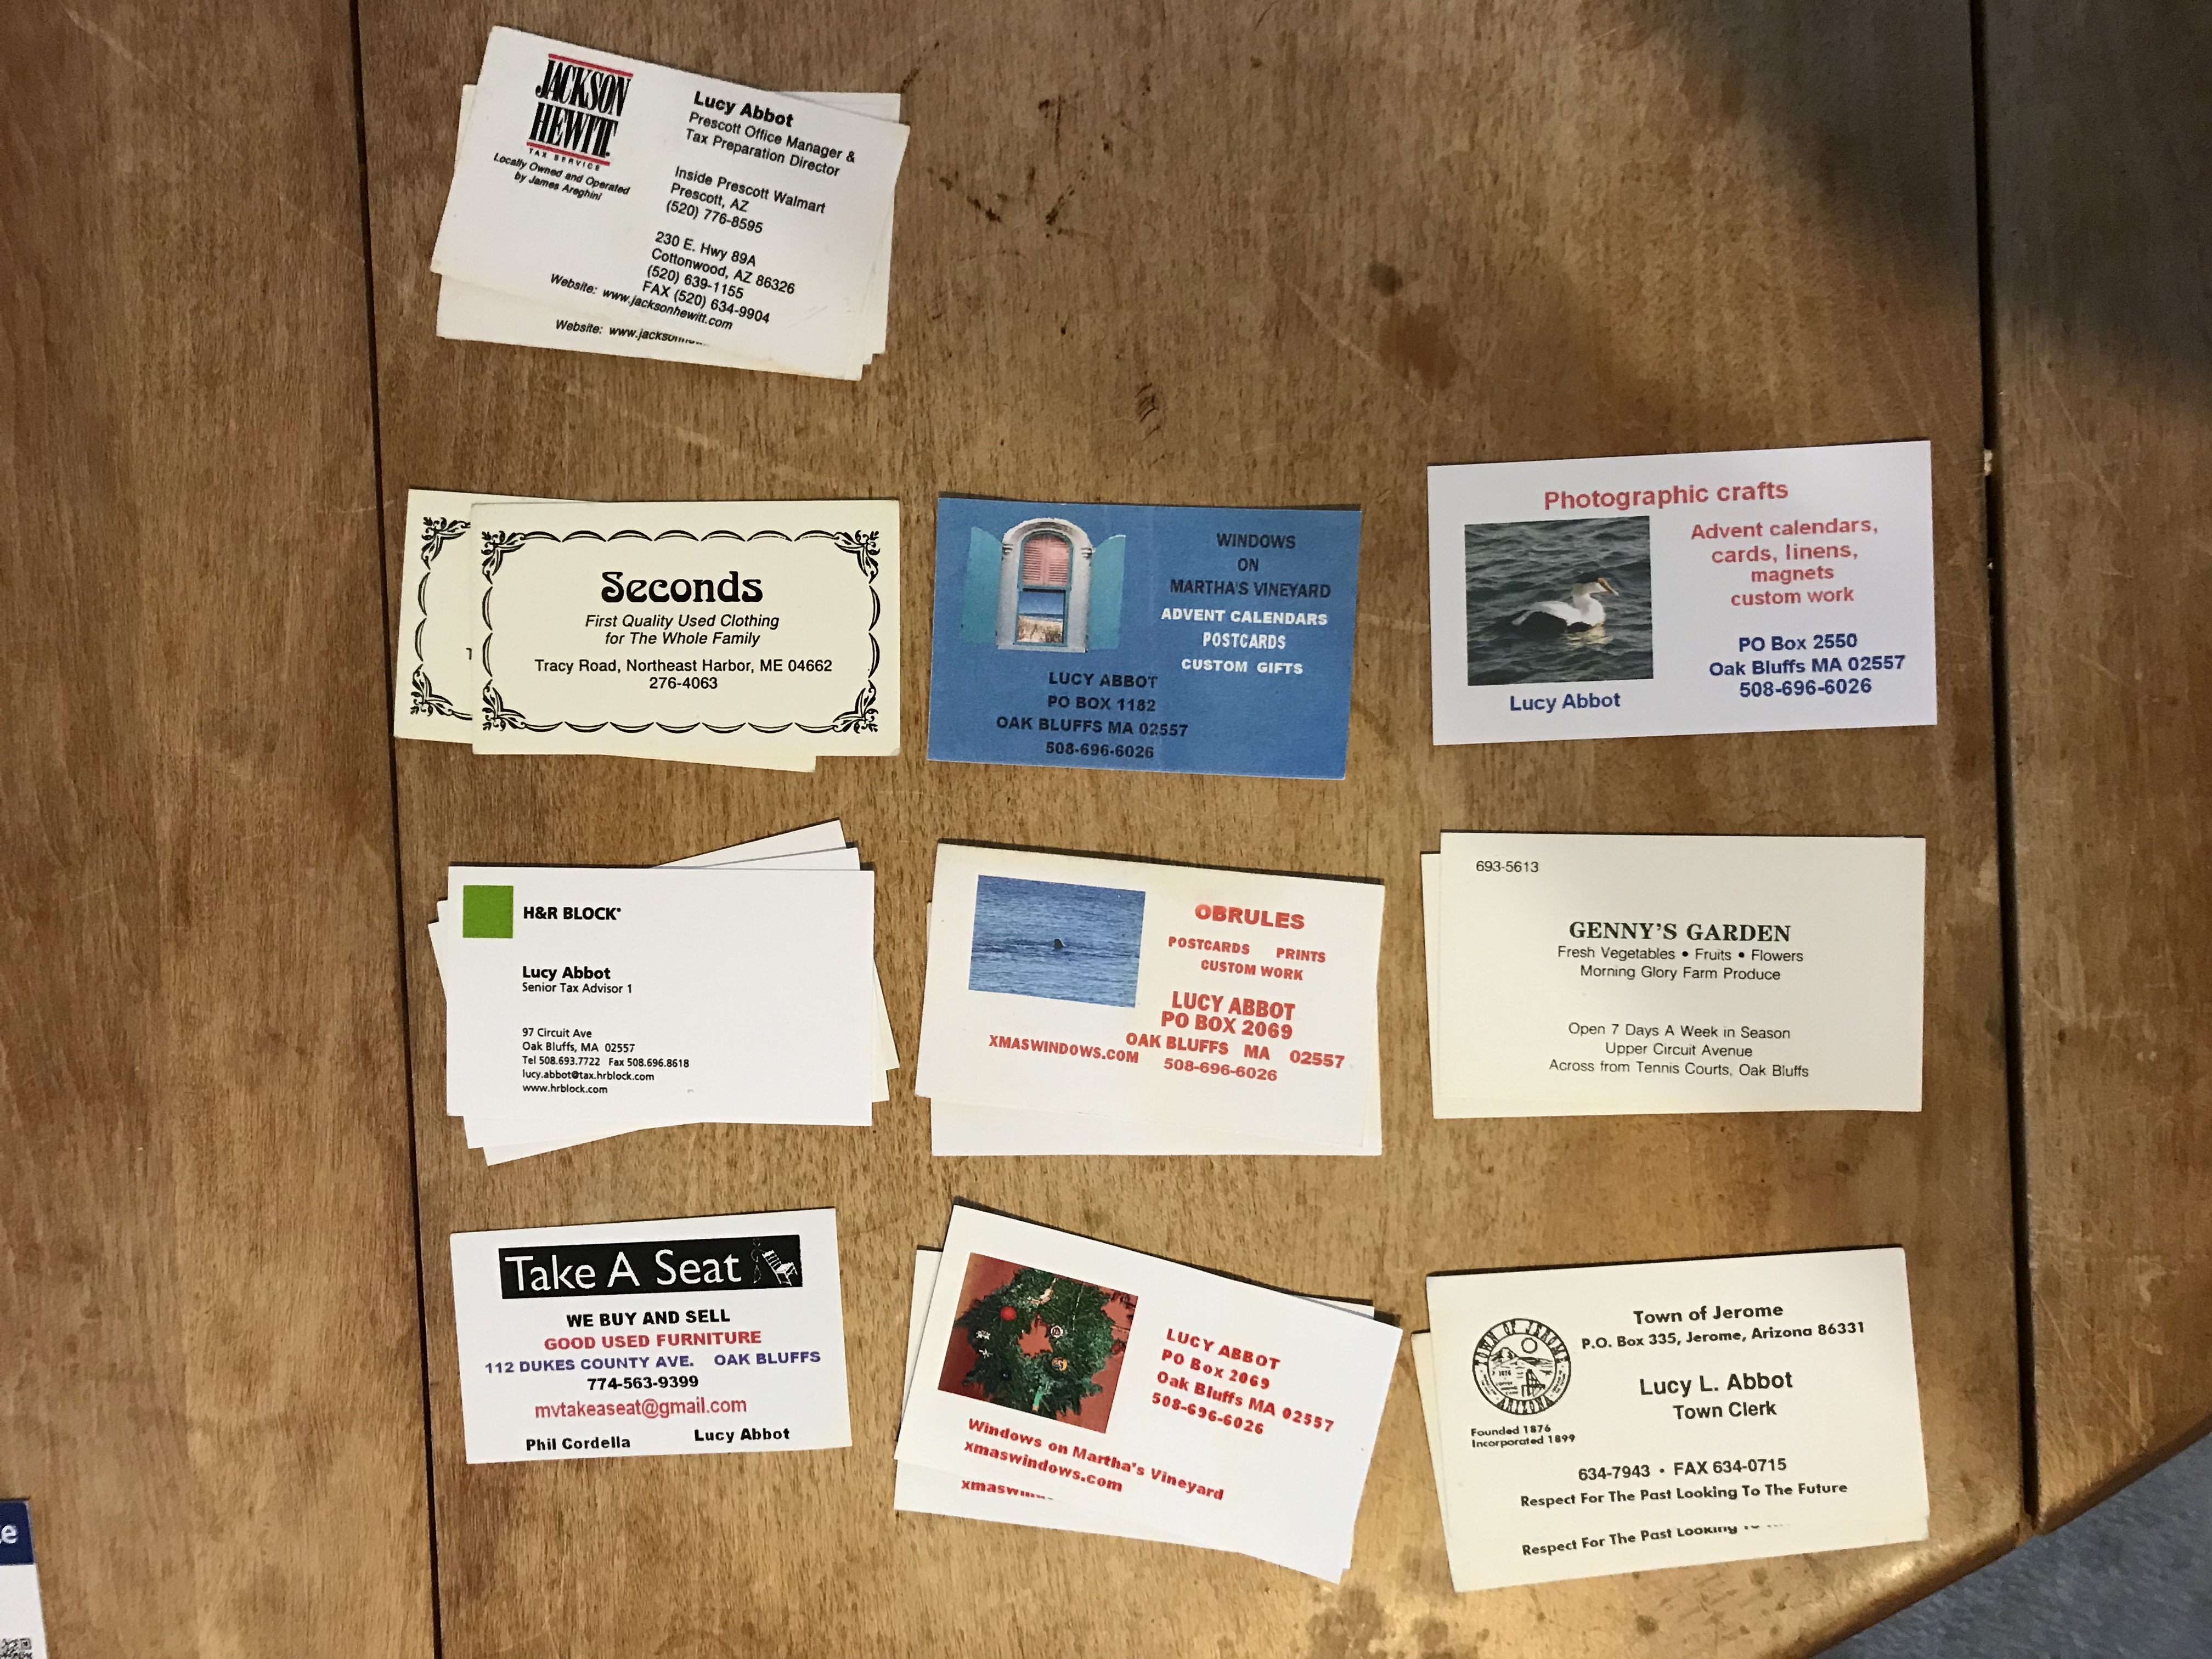 JACKSON
HEWITT
TAX SERVICE
Locally Owned and Operated
by James Areghini
Lucy Abbot
Prescott Office Manager &
Tax Preparation Director
Inside Prescott Walmart
Prescott, AZ
(520) 776-8595
230 E. Hwy 89A
Cottonwood, AZ 86326
(520) 639-1155
FAX (520) 634-9904
Website: www.jacksonhewitt.com
Website:
Seconds
First Quality Used Clothing
for The Whole Family
Tracy Road, Northeast Harbor, ME 04662
276-4063
WINDOWS
ON
MARTHA'S VINEYARD
ADVENT CALENDARS
POSTCARDS
CUSTOM GIFTS
LUCY ABBOT
PO BOX 1182
OAK BLUFFS MA 02557
508-696-6026
Photographic crafts
Advent calendars,
cards, linens,
magnets
custom work
PO Box 2550
Oak Bluffs MA 02557
508-696-6026
Lucy Abbot
H&R BLOCK®
Lucy Abbot
Senior Tax Advisor 1
97 Circuit Ave
Oak Bluffs, MA 02557
Tel 508.693.7722 Fax 508.696.8618
lucy.abbot@tax.hrblock.com
www.hrblock.com
OBRULES
POSTCARDS PRINTS
CUSTOM WORK
LUCY ABBOT
PO BOX 2069
OAK BLUFFS MA 02557
XMASWINDOWS.COM
508-696-6026
693-5613
GENNY'S GARDEN
Fresh Vegetables • Fruits • Flowers
Morning Glory Farm Produce
Open 7 Days A Week in Season
Upper Circuit Avenue
Across from Tennis Courts, Oak Bluffs
Take A Seat
WE BUY AND SELL
GOOD USED FURNITURE
112 DUKES COUNTY AVE. OAK BLUFFS
774-563-9399
mvtakeaseat@gmail.com
Phil Cordella Lucy Abbot
LUCY ABBOT
PO Box 2069
Oak Bluffs MA 02557
508-696-6026
Windows on Martha's Vineyard
xmaswindows.com
TOWN OF JEROME
1876
ARIZONA
Founded 1876
Incorporated 1899
Town of Jerome
P.O. Box 335, Jerome, Arizona 86331
Lucy L. Abbot
Town Clerk
634-7943 • FAX 634-0715
Respect For The Past Looking To The Future
Respect For The Past Looking To